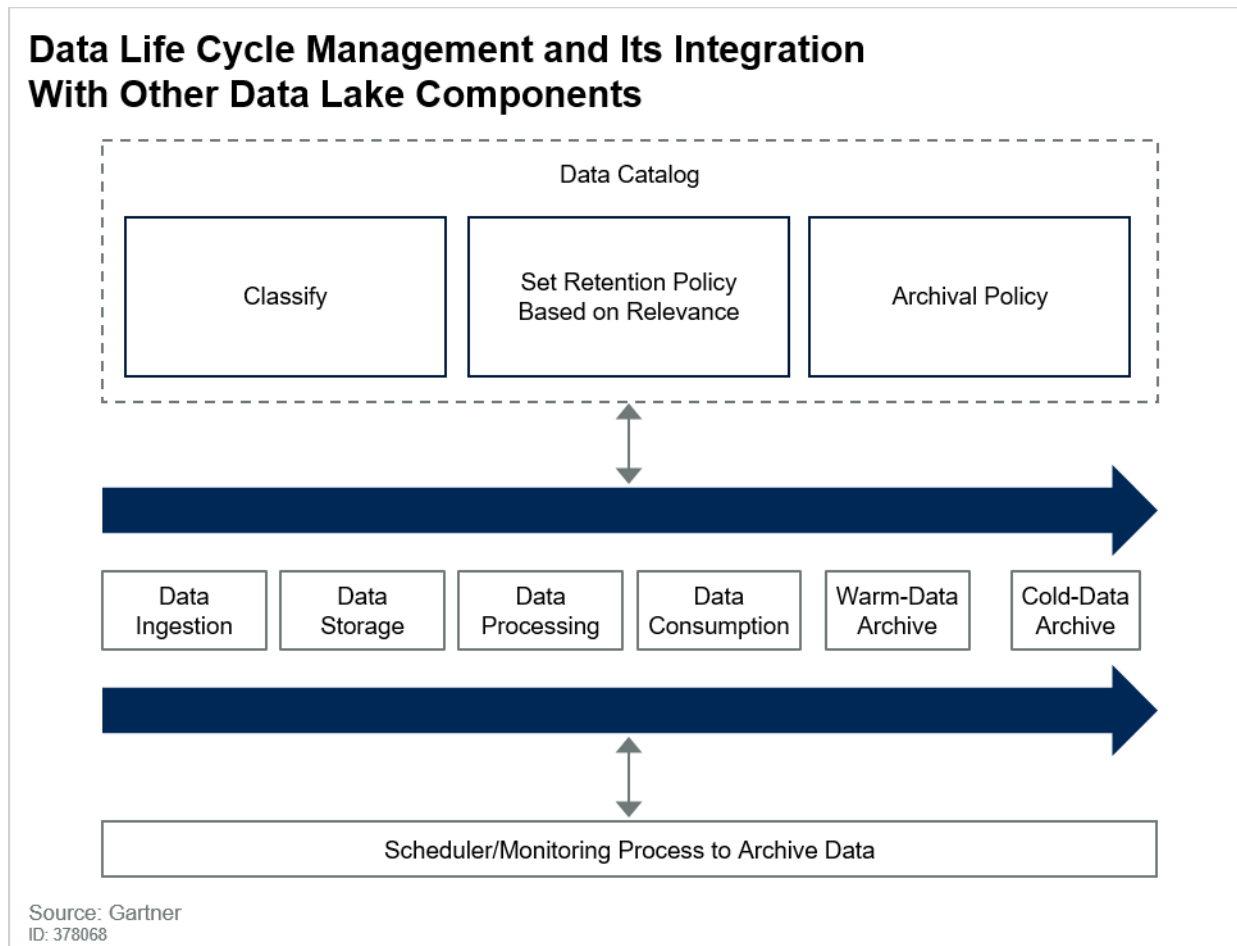 Data Life Cycle Management and Its Integration
With Other Data Lake Components
Data Catalog
Classify
Set Retention Policy
Based on Relevance
Archival Policy
Data
Ingestion
Data
Storage
Data
Processing
Data
Consumption
Warm-Data
Archive
Cold-Data
Archive
Scheduler/Monitoring Process to Archive Data
Source: Gartner
ID: 378068